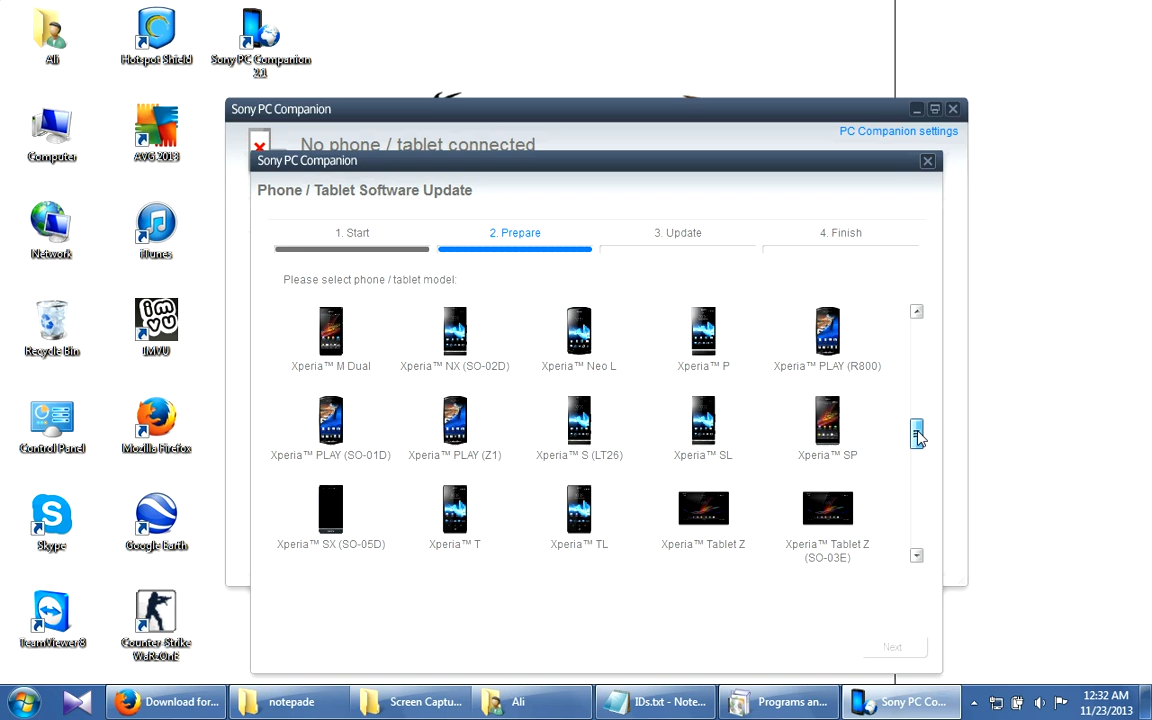 Ali
Hotspot Shield
Sony PC Companion
2.1
Computer
AVG 2013
Network
iTunes
Recycle Bin
imvu
IMVU
Control Panel
Mozilla Firefox
Skype
Google Earth
TeamViewer 8
Counter-Strike
WaRzOnE
Sony PC Companion
PC Companion settings
No phone / tablet connected
Sony PC Companion
Phone / Tablet Software Update
1. Start
2. Prepare
3. Update
4. Finish
Please select phone / tablet model:
Xperia™ M Dual
Xperia™ NX (SO-02D)
Xperia™ Neo L
Xperia™ P
Xperia™ PLAY (R800)
Xperia™ PLAY (SO-01D)
Xperia™ PLAY (Z1)
Xperia™ S (LT26)
Xperia™ SL
Xperia™ SP
Xperia™ SX (SO-05D)
Xperia™ T
Xperia™ TL
Xperia™ Tablet Z
Xperia™ Tablet Z
(SO-03E)
Next
Download for...
notepade
Screen Captu...
Ali
IDs.txt - Note...
Programs an...
Sony PC Co...
12:32 AM
11/23/2013